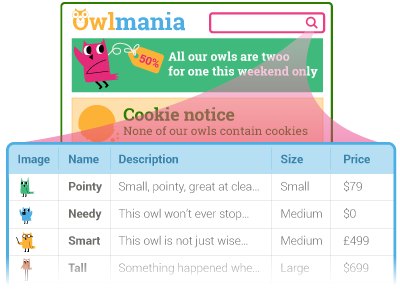 Owlmania
50%
All our owls are twoo
for one this weekend only
Cookie notice
None of our owls contain cookies
Image Name Description Size Price
Pointy Small, pointy, great at clea... Small $79
Needy This owl won't ever stop... Medium $0
Smart This owl is not just wise... Medium £499
Tall Something happened whe... Large $699